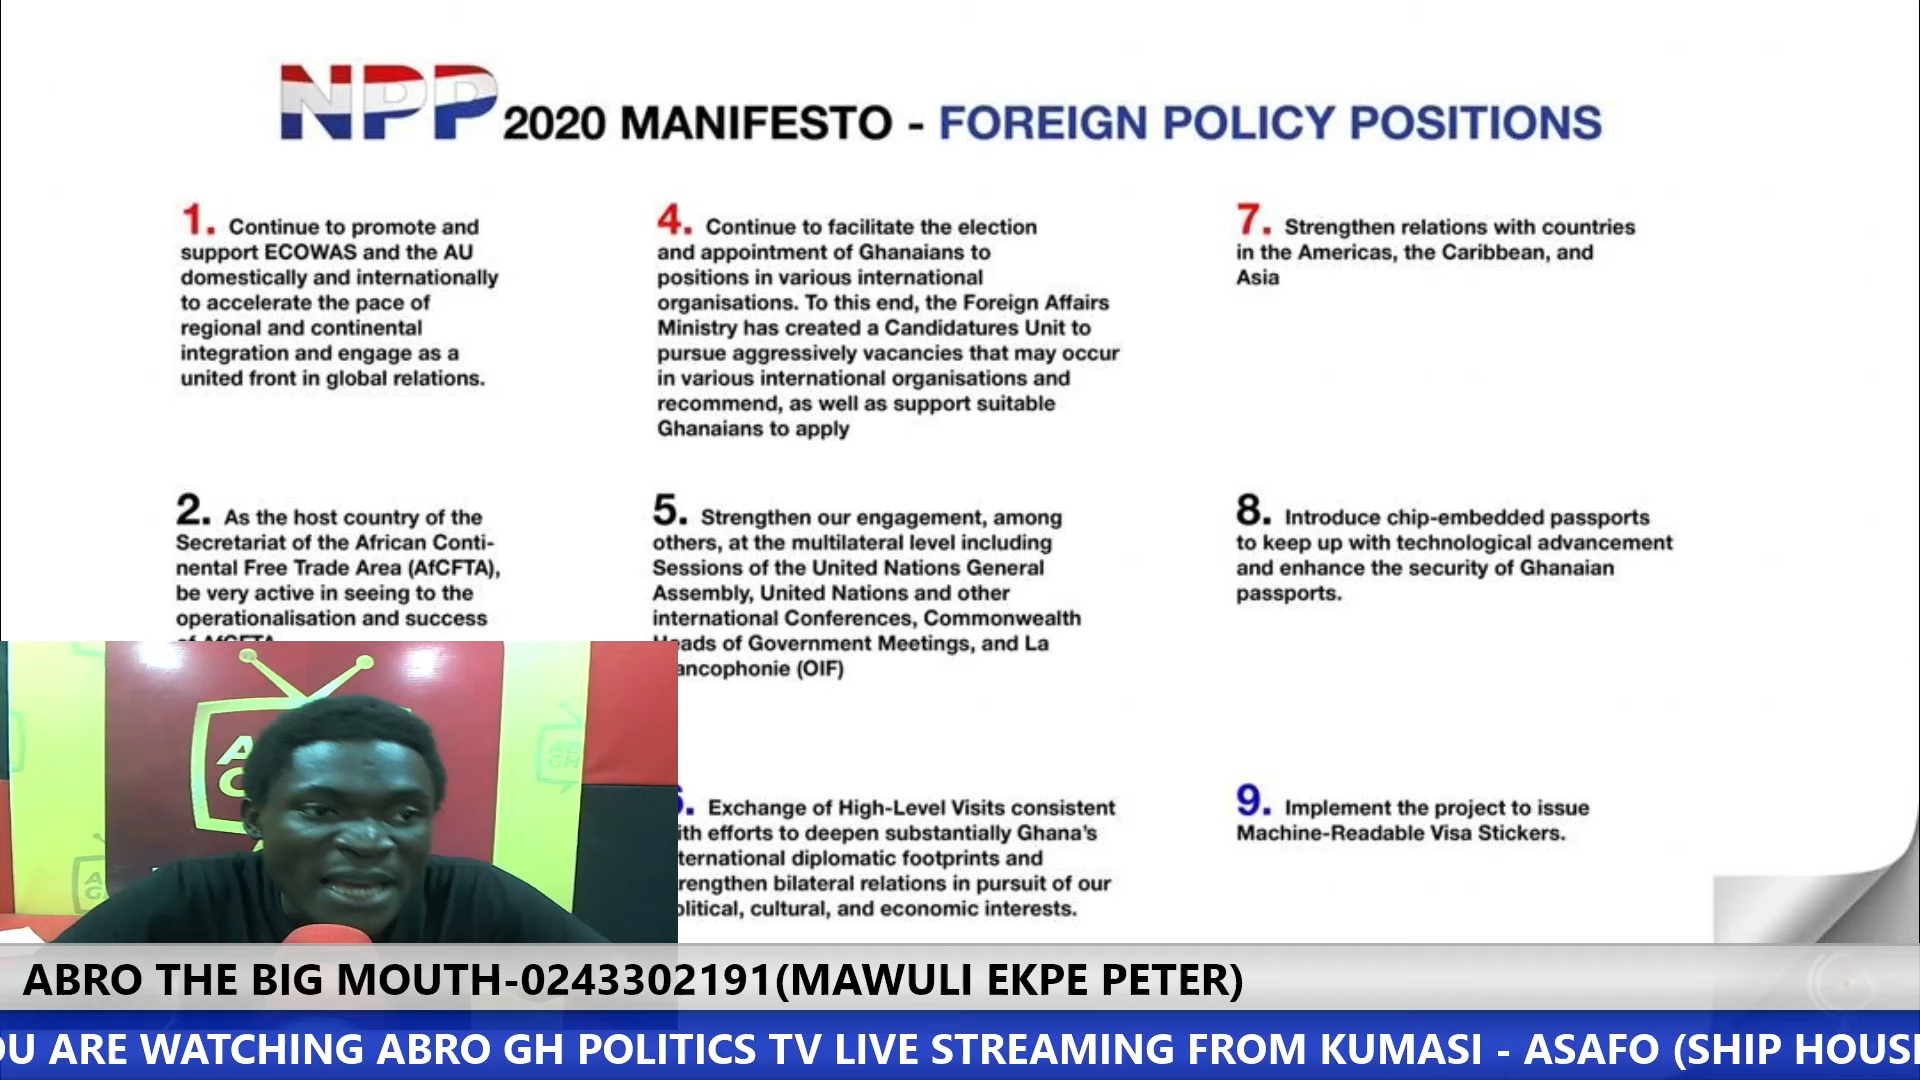 NPP 2020 MANIFESTO - FOREIGN POLICY POSITIONS
1. Continue to promote and
support ECOWAS and the AU
domestically and internationally
to accelerate the pace of
regional and continental
integration and engage as a
united front in global relations.
2. As the host country of the
Secretariat of the African Conti-
nental Free Trade Area (AfCFTA),
be very active in seeing to the
operationalisation and success
of AfCFTA
4. Continue to facilitate the election
and appointment of Ghanaians to
positions in various international
organisations. To this end, the Foreign Affairs
Ministry has created a Candidatures Unit to
pursue aggressively vacancies that may occur
in various international organisations and
recommend, as well as support suitable
Ghanaians to apply
5. Strengthen our engagement, among
others, at the multilateral level including
Sessions of the United Nations General
Assembly, United Nations and other
international Conferences, Commonwealth
Heads of Government Meetings, and La
ancophonie (OIF)
6. Exchange of High-Level Visits consistent
ith efforts to deepen substantially Ghana's
ternational diplomatic footprints and
rengthen bilateral relations in pursuit of our
olitical, cultural, and economic interests.
7. Strengthen relations with countries
in the Americas, the Caribbean, and
Asia
8. Introduce chip-embedded passports
to keep up with technological advancement
and enhance the security of Ghanaian
passports.
9. Implement the project to issue
Machine-Readable Visa Stickers.
ABRO THE BIG MOUTH-0243302191(MAWULI EKPE PETER)
OU ARE WATCHING ABRO GH POLITICS TV LIVE STREAMING FROM KUMASI - ASAFO (SHIP HOUS